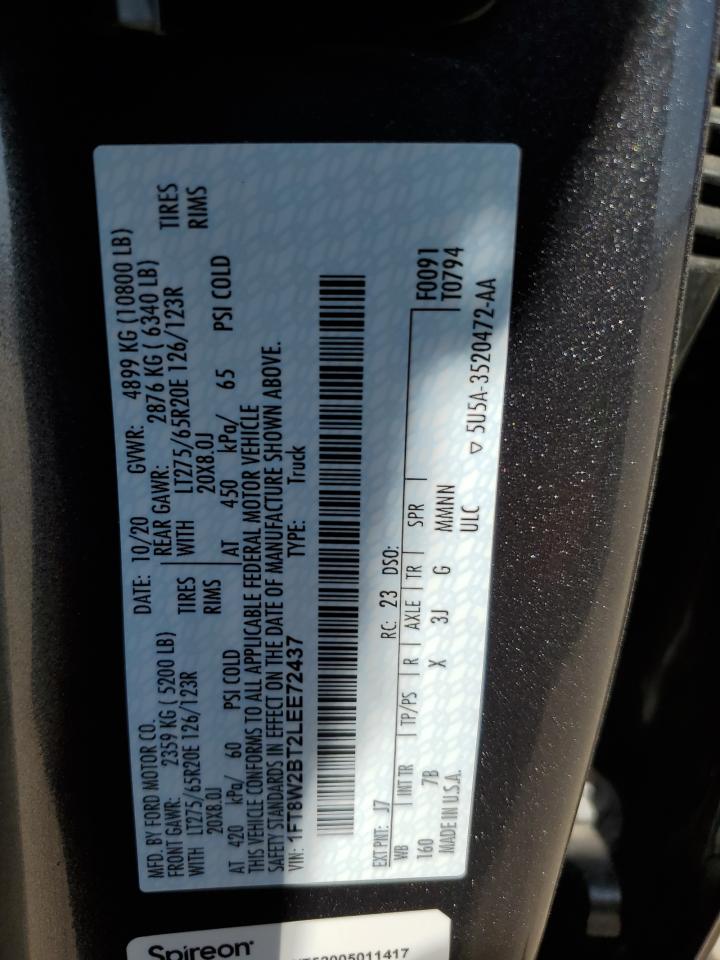 MFD. BY FORD MOTOR CO. DATE: 10/20 GVWR: 4899 KG (10800 LB)
FRONT GAWR: 2359 KG ( 5200 LB) REAR GAWR: 2876 KG ( 6340 LB)
WITH LT275/65R20E 126/123R TIRES WITH LT275/65R20E 126/123R TIRES
20X8.0J RIMS 20X8.0J RIMS
AT 420 kPa/ 60 PSI COLD AT 450 kPa/ 65 PSI COLD
THIS VEHICLE CONFORMS TO ALL APPLICABLE FEDERAL MOTOR VEHICLE
SAFETY STANDARDS IN EFFECT ON THE DATE OF MANUFACTURE SHOWN ABOVE.
VIN: 1FT8W2BT2LEE72437 TYPE: Truck
EXT PNT: J7 RC: 23 DSO: F0091
WB INT TR TP/PS R AXLE TR SPR T0794
160 7B X 3J G MMNN
MADE IN U.S.A. ULC
▽ 5U5A-3520472-AA
Spireon